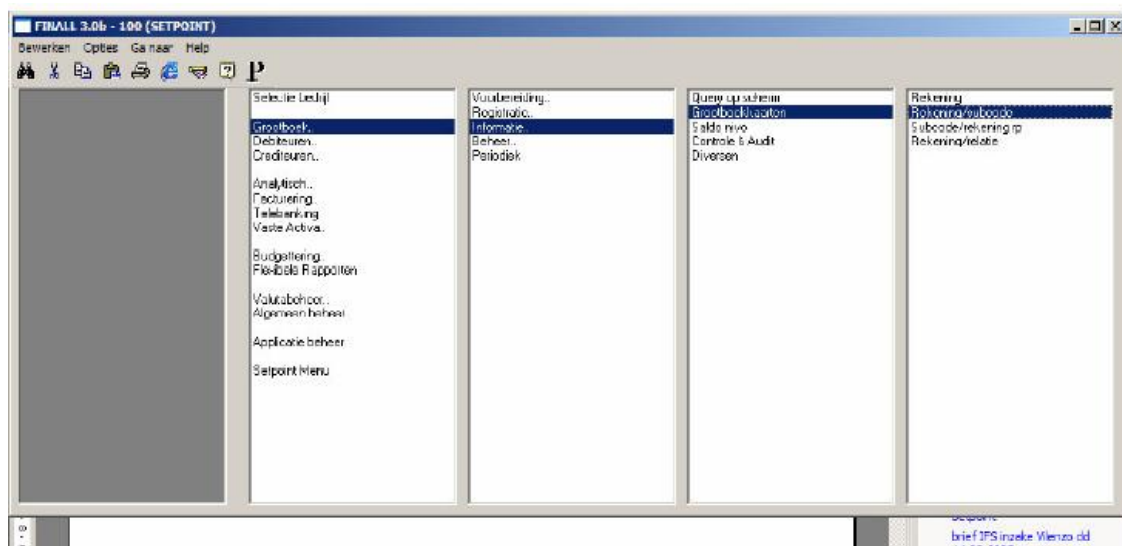 FINALL 3.0b - 100 (SETPOINT)
Bewerken Opties Ga naar Help
Selectie bedrijf
Grootboek..
Debiteuren..
Crediteuren..
Analytisch..
Facturering..
Telebanking
Vaste Activa..
Budgettering..
Flexibele Rapporten
Valutabeheer..
Algemeen beheer
Applicatie beheer
Setpoint Menu
Voorbereiding..
Registratie..
Informatie..
Beheer..
Periodiek
Query op scherm
Grootboekkaarten
Saldo nivo
Controle & Audit
Diversen
Rekening
Rekening/subcode
Subcode/rekening rp
Rekening/relatie
brief IFS inzake Vlenzo dd